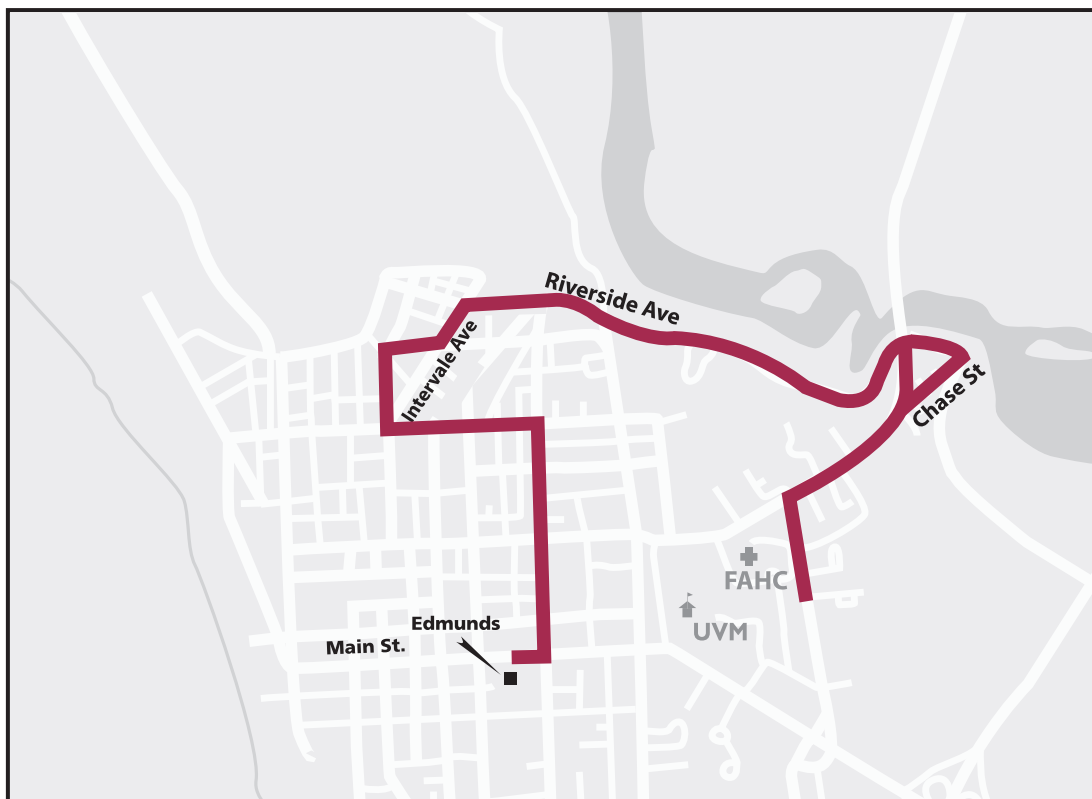 Riverside Ave
Intervale Ave
Chase St
FAHC
Edmunds
UVM
Main St.